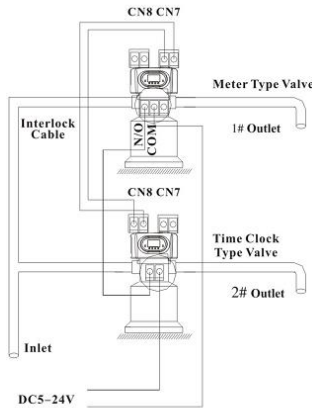 CN8 CN7
Meter Type Valve
Interlock
Cable
N/O
COM
1# Outlet
CN8 CN7
Time Clock
Type Valve
2# Outlet
Inlet
DC5-24V